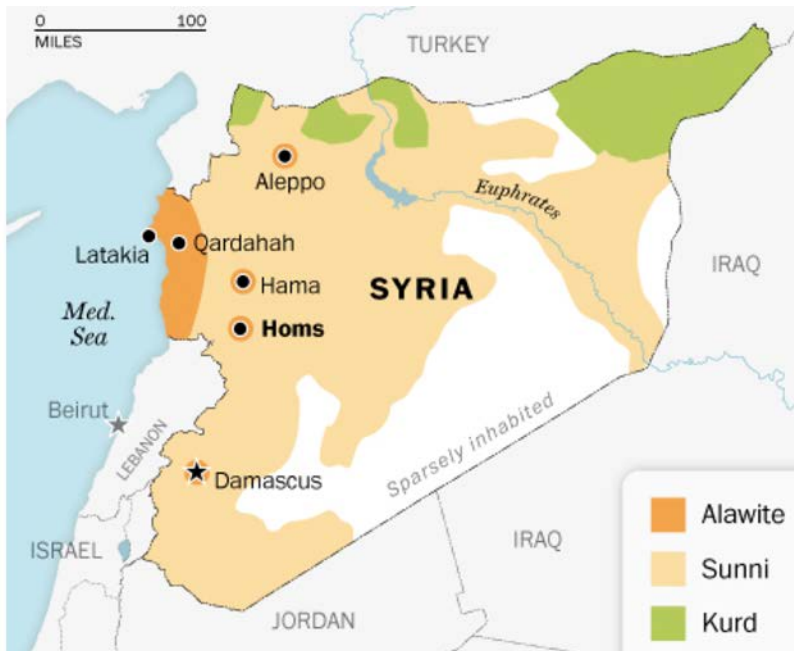 0 100
MILES
TURKEY
Aleppo
Euphrates
Latakia
Qardahah
IRAQ
Hama
SYRIA
Med.
Sea
Homs
Beirut
LEBANON
Sparsely inhabited
Damascus
Alawite
ISRAEL
IRAQ
Sunni
JORDAN
Kurd